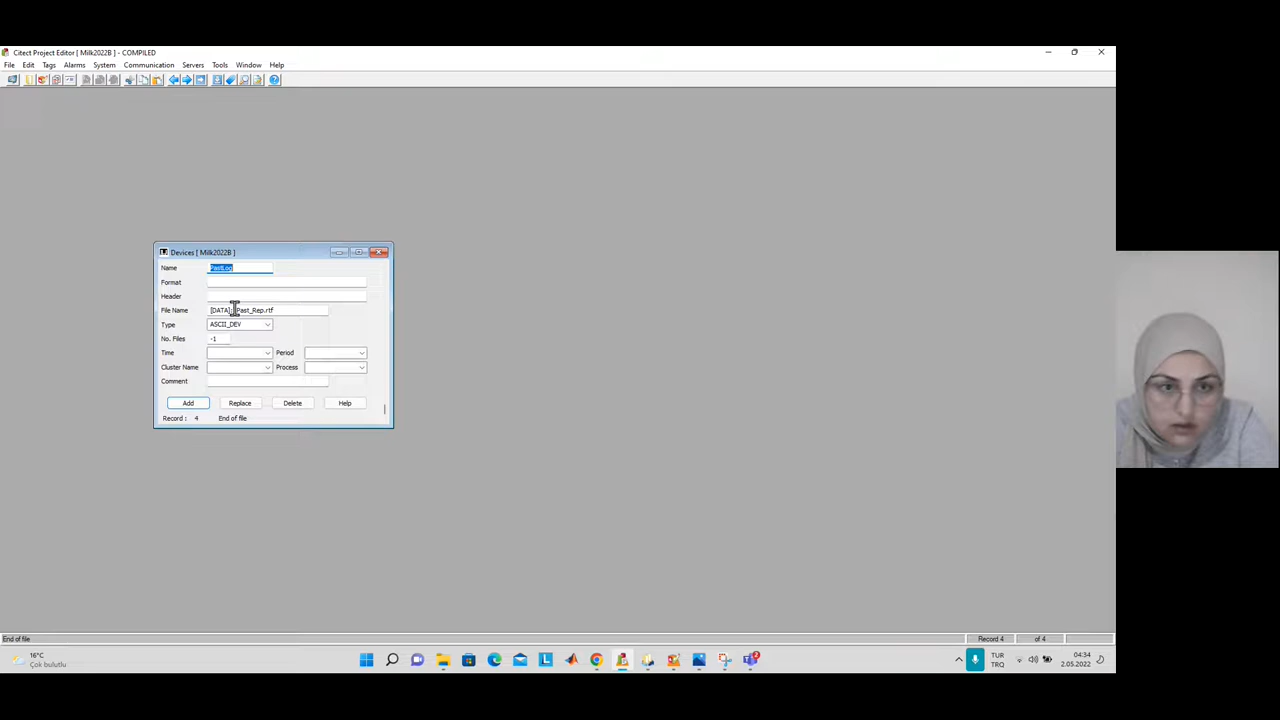 Citect Project Editor [ Milk2022B ] - COMPILED
File Edit Tags Alarms System Communication Servers Tools Window Help
Devices [ Milk2022B ]
Name PastLog
Format
Header
File Name [DATA]: Past_Rep.rtf
Type ASCII_DEV
No. Files -1
Time Period
Cluster Name Process
Comment
Add Replace Delete Help
Record : 4 End of file
End of file Record 4 of 4
16°C
Çok bulutlu
2
TUR
TRQ
04:34
2.05.2022